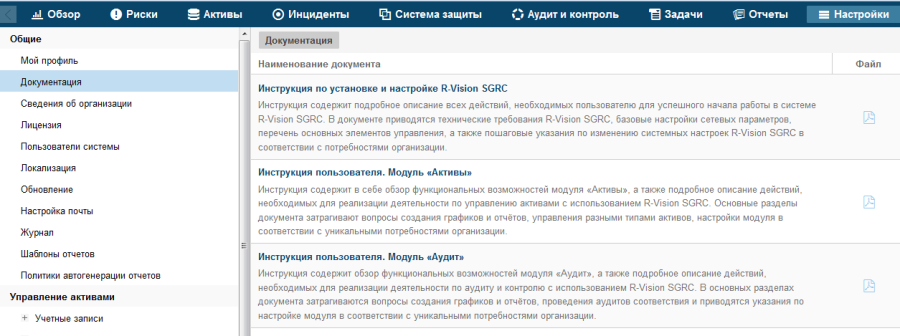 Обзор Риски Активы Инциденты Система защиты Аудит и контроль Задачи Отчеты Настройки
Общие
Мой профиль
Документация
Сведения об организации
Лицензия
Пользователи системы
Локализация
Обновление
Настройка почты
Журнал
Шаблоны отчетов
Политики автогенерации отчетов
Управление активами
+ Учетные записи
Документация
Наименование документа Файл
Инструкция по установке и настройке R-Vision SGRC
Инструкция содержит подробное описание всех действий, необходимых пользователю для успешного начала работы в системе
R-Vision SGRC. В документе приводятся технические требования R-Vision SGRC, базовые настройки сетевых параметров,
перечень основных элементов управления, а также пошаговые указания по изменению системных настроек R-Vision SGRC в
соответствии с потребностями организации.
Инструкция пользователя. Модуль «Активы»
Инструкция содержит в себе обзор функциональных возможностей модуля «Активы», а также подробное описание действий,
необходимых для реализации деятельности по управлению активами с использованием R-Vision SGRC. Основные разделы
документа затрагивают вопросы создания графиков и отчётов, управления разными типами активов, настройки модуля в
соответствии с уникальными потребностями организации.
Инструкция пользователя. Модуль «Аудит»
Инструкция содержит обзор функциональных возможностей модуля «Аудит», а также подробное описание действий,
необходимых для реализации деятельности по аудиту и контролю с использованием R-Vision SGRC. В основных разделах
документа затрагиваются вопросы создания графиков и отчётов, проведения аудитов соответствия и приводятся указания по
настройке модуля в соответствии с уникальными потребностями организации.